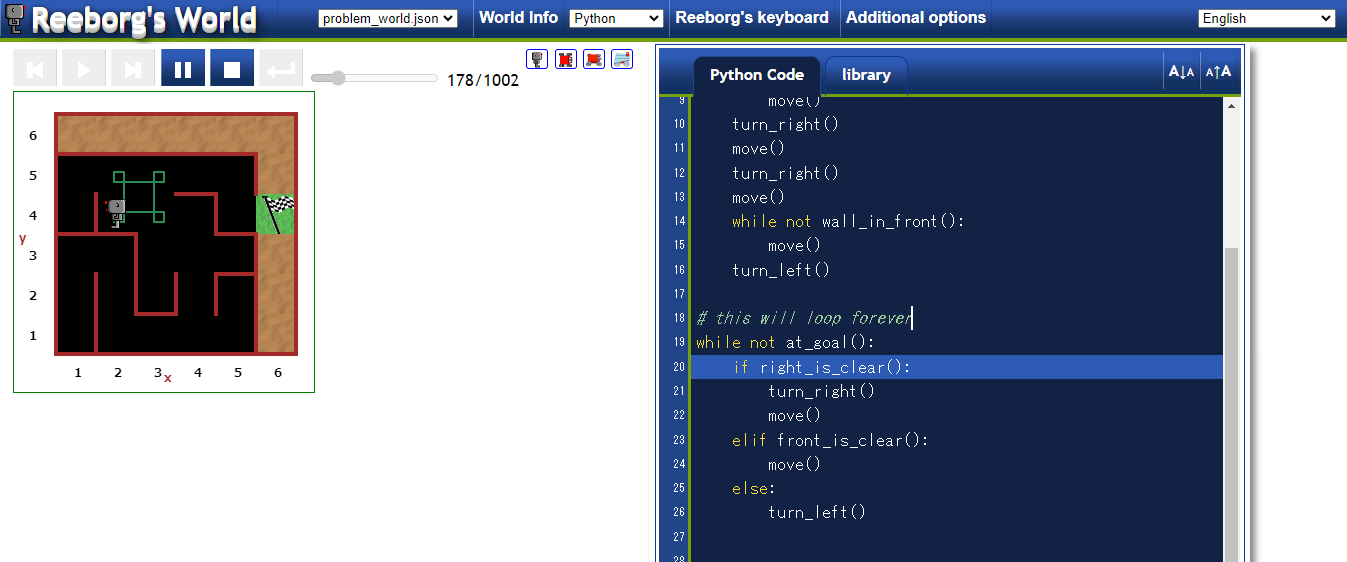 Reeborg's World
problem_world.json
World Info
Python
Reeborg's keyboard
Additional options
English
178/1002
6
5
4
3
2
1
y
1 2 3 4 5 6
x
Python Code
library
A↓A
A↑A
9 move()
10 turn_right()
11 move()
12 turn_right()
13 move()
14 while not wall_in_front():
15 move()
16 turn_left()
17
18 # this will loop forever
19 while not at_goal():
20 if right_is_clear():
21 turn_right()
22 move()
23 elif front_is_clear():
24 move()
25 else:
26 turn_left()
27
28